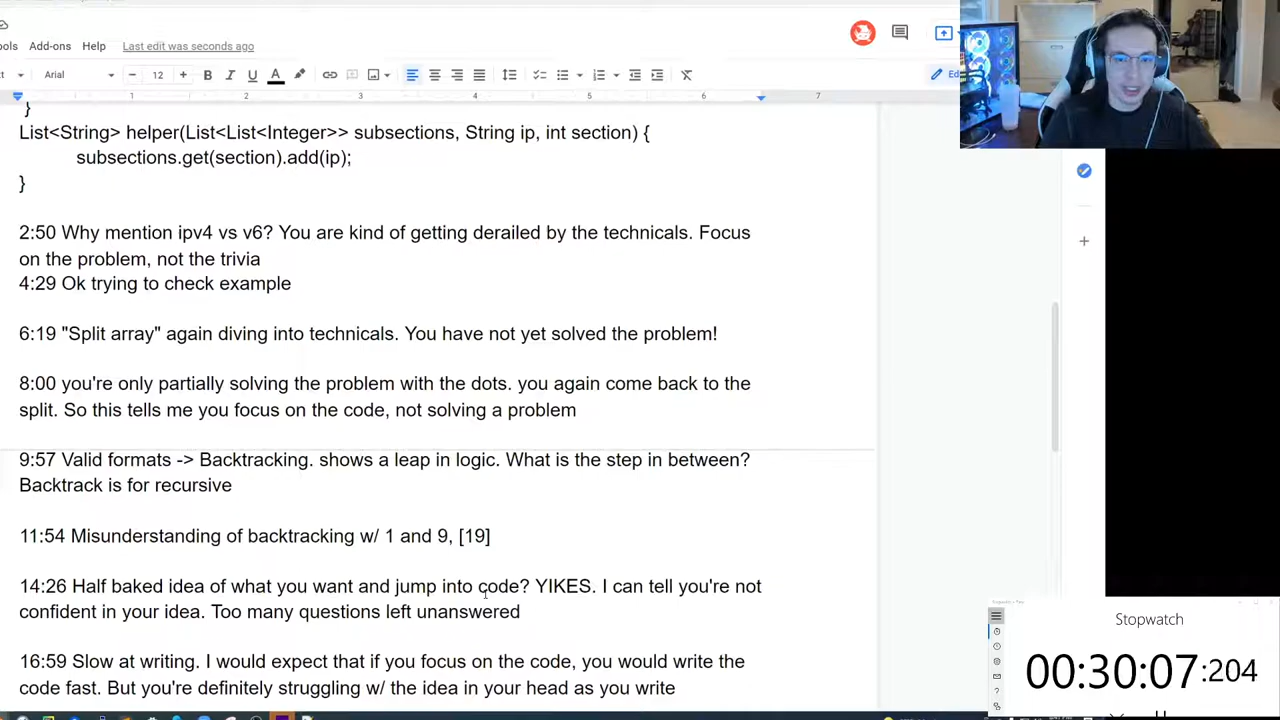 ols Add-ons Help Last edit was seconds ago
Arial 12 B I U A
1 2 3 4 5 6 7
}
List<String> helper(List<List<Integer>> subsections, String ip, int section) {
subsections.get(section).add(ip);
}
2:50 Why mention ipv4 vs v6? You are kind of getting derailed by the technicals. Focus
on the problem, not the trivia
4:29 Ok trying to check example
6:19 "Split array" again diving into technicals. You have not yet solved the problem!
8:00 you're only partially solving the problem with the dots. you again come back to the
split. So this tells me you focus on the code, not solving a problem
9:57 Valid formats -> Backtracking. shows a leap in logic. What is the step in between?
Backtrack is for recursive
11:54 Misunderstanding of backtracking w/ 1 and 9, [19]
14:26 Half baked idea of what you want and jump into code? YIKES. I can tell you're not
confident in your idea. Too many questions left unanswered
16:59 Slow at writing. I would expect that if you focus on the code, you would write the
code fast. But you're definitely struggling w/ the idea in your head as you write
Stopwatch
00:30:07:204